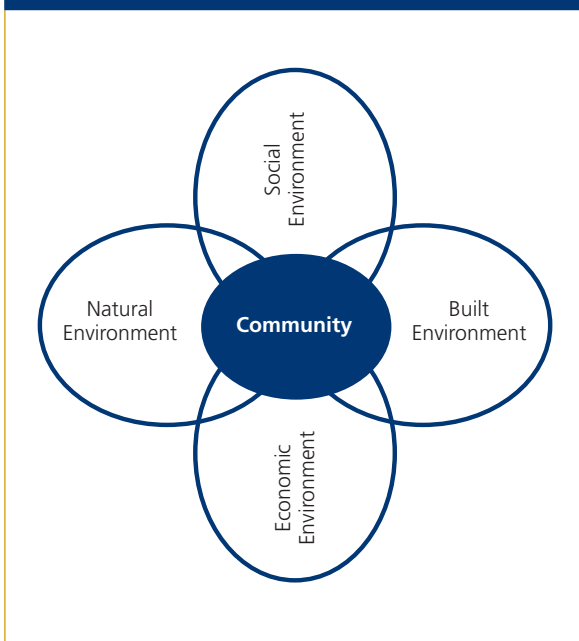 Social
Environment
Natural
Environment
Community
Built
Environment
Economic
Environment